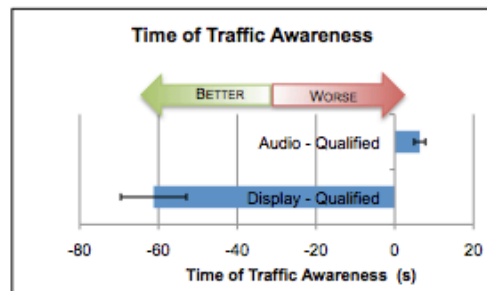 Time of Traffic Awareness
BETTER WORSE
Audio - Qualified
Display - Qualified
-80 -60 -40 -20 0 20
Time of Traffic Awareness (s)